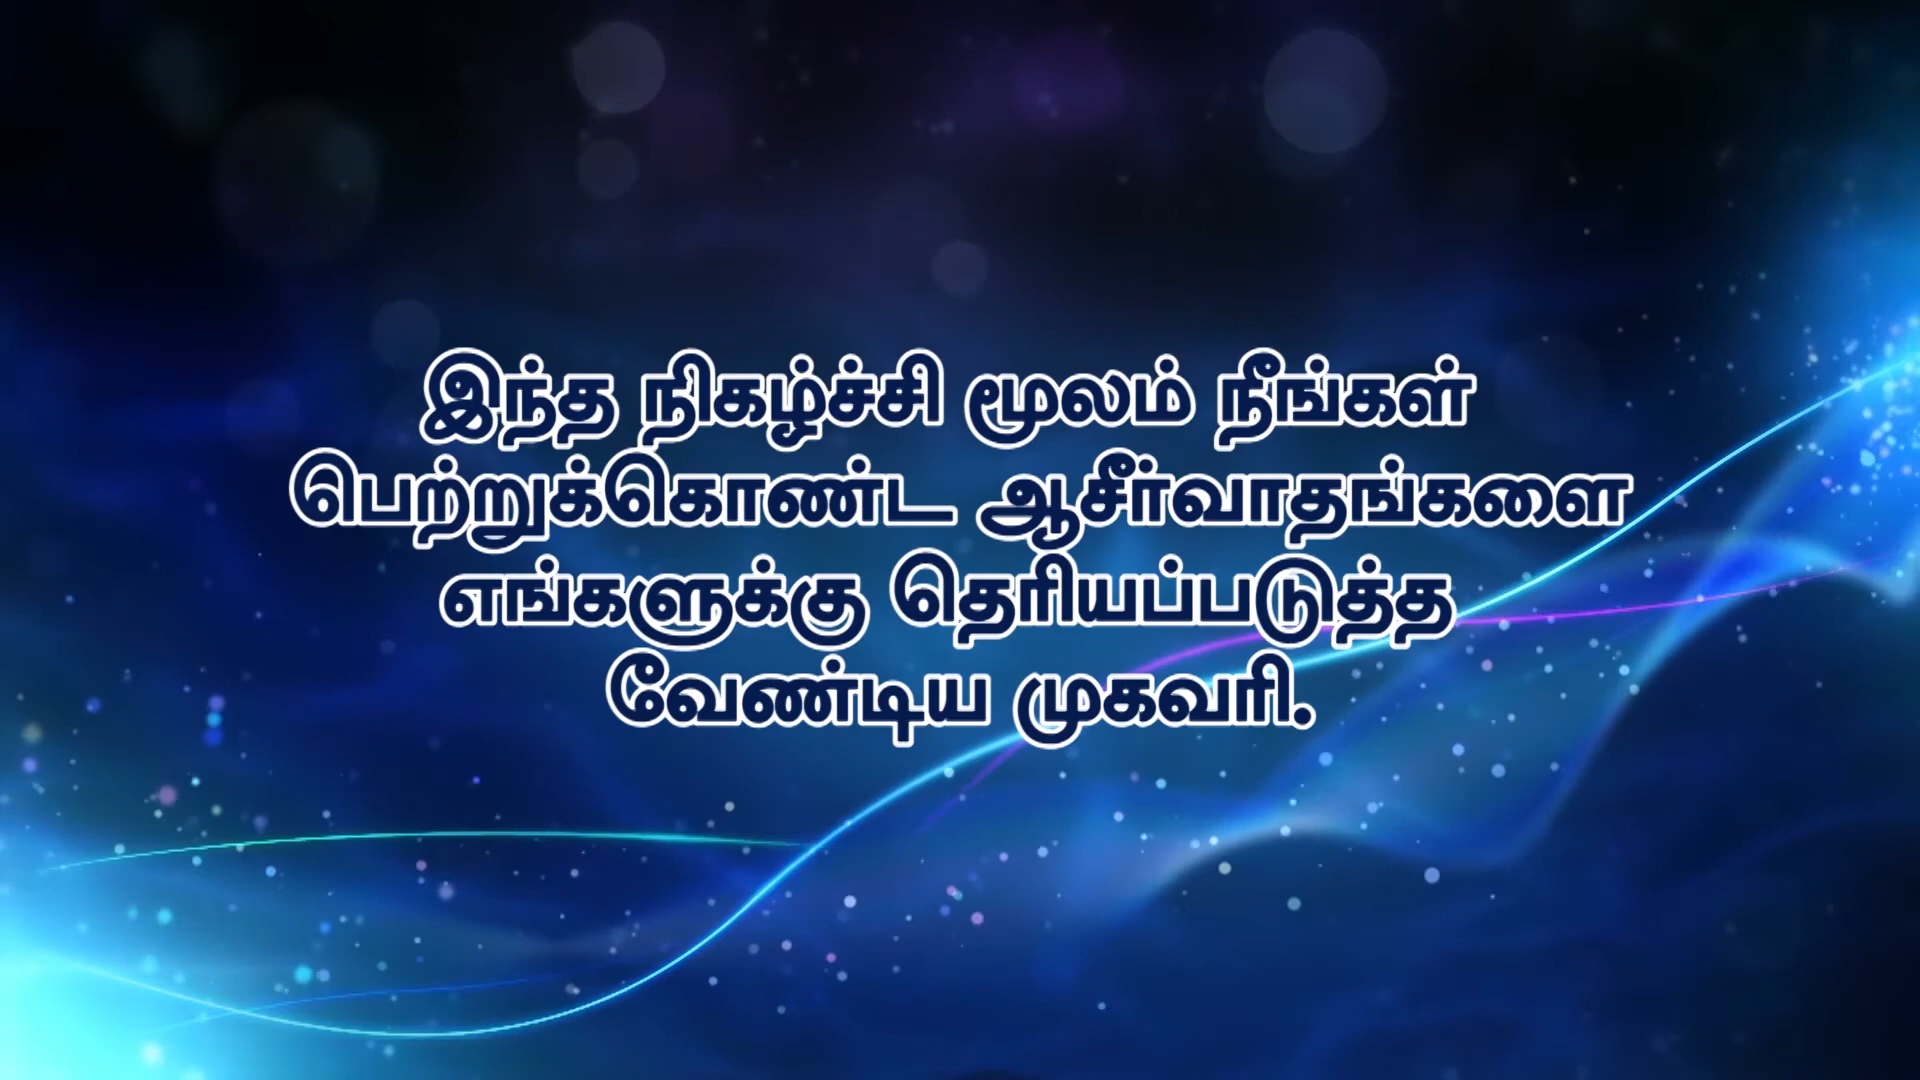 இந்த நிகழ்ச்சி மூலம் நீங்கள்
பெற்றுக்கொண்ட ஆசீர்வாதங்களை
எங்களுக்கு தெரியப்படுத்த
வேண்டிய முகவரி.